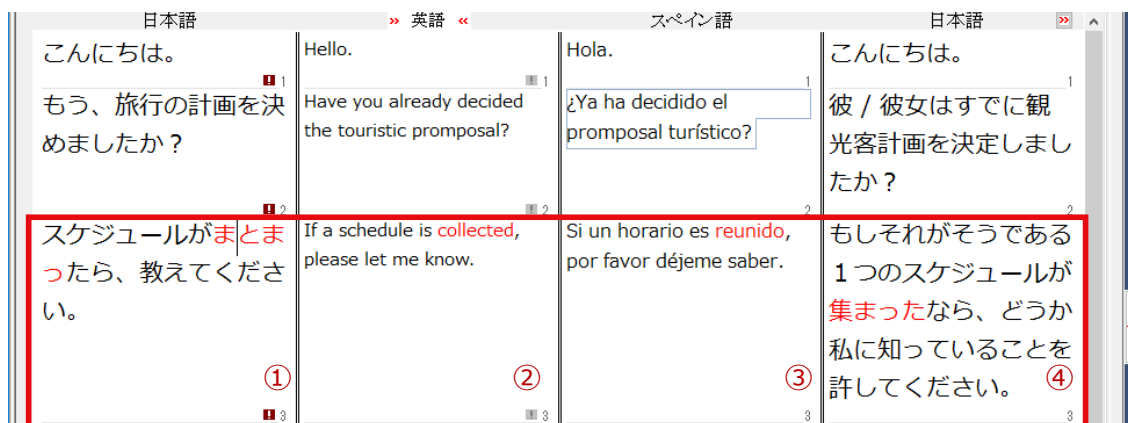 日本語 » 英語 « スペイン語 日本語 »
こんにちは。
1
Hello.
1
Hola.
1
こんにちは。
1
もう、旅行の計画を決
めましたか？
2
Have you already decided
the touristic promposal?
2
¿Ya ha decidido el
promposal turístico?
2
彼 / 彼女はすでに観
光客計画を決定しまし
たか？
2
スケジュールがまとま
ったら、教えてくださ
い。
①
3
If a schedule is collected,
please let me know.
②
3
Si un horario es reunido,
por favor déjeme saber.
③
3
もしそれがそうである
１つのスケジュールが
集まったなら、どうか
私に知っていることを
許してください。
④
3